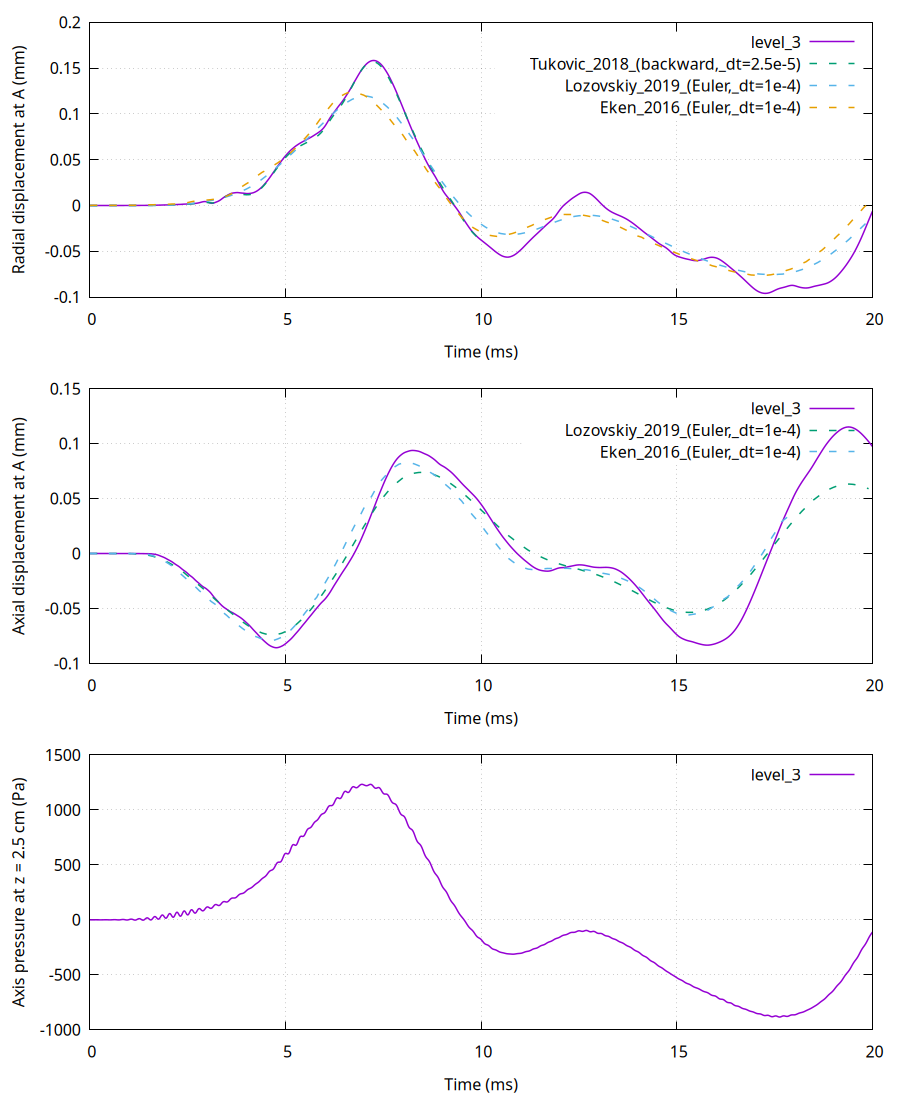 Radial displacement at A (mm)
0.2
0.15
0.1
0.05
0
-0.05
-0.1
level_3
Tukovic_2018_(backward,_dt=2.5e-5)
Lozovskiy_2019_(Euler,_dt=1e-4)
Eken_2016_(Euler,_dt=1e-4)
0 5 10 15 20
Time (ms)
Axial displacement at A (mm)
0.15
0.1
0.05
0
-0.05
-0.1
level_3
Lozovskiy_2019_(Euler,_dt=1e-4)
Eken_2016_(Euler,_dt=1e-4)
0 5 10 15 20
Time (ms)
Axis pressure at z = 2.5 cm (Pa)
1500
1000
500
0
-500
-1000
level_3
0 5 10 15 20
Time (ms)